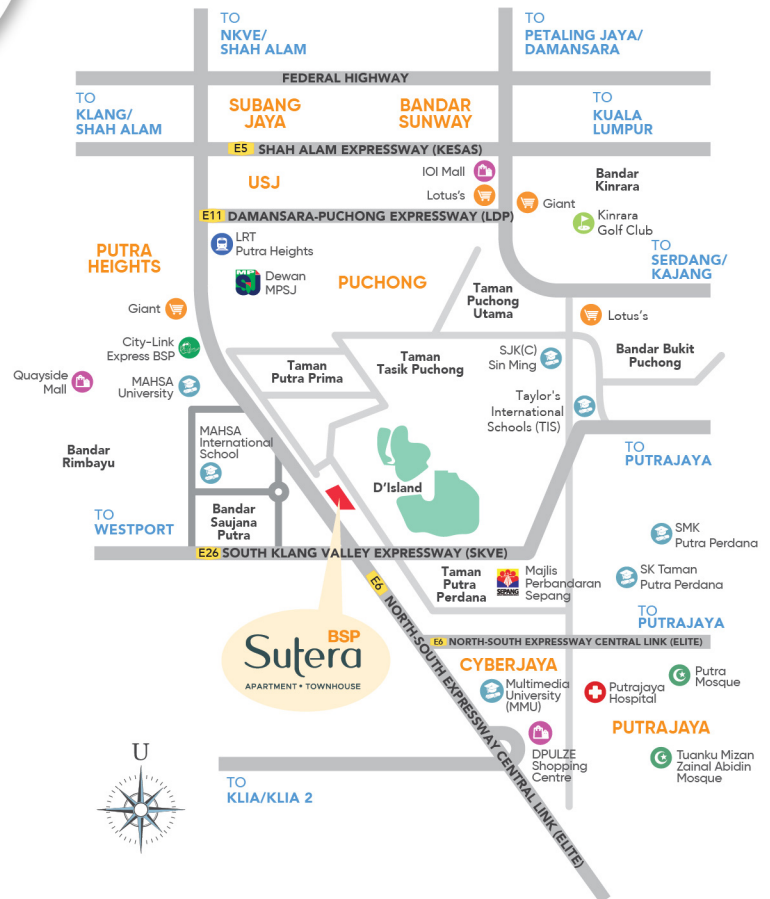 TO
NKVE/
SHAH ALAM
TO
PETALING JAYA/
DAMANSARA
FEDERAL HIGHWAY
TO
KLANG/
SHAH ALAM
SUBANG
JAYA
BANDAR
SUNWAY
TO
KUALA
LUMPUR
E5 SHAH ALAM EXPRESSWAY (KESAS)
IOI Mall
Bandar
Kinrara
USJ
Lotus's
Giant
E11 DAMANSARA-PUCHONG EXPRESSWAY (LDP)
Kinrara
Golf Club
LRT
Putra Heights
PUTRA
HEIGHTS
TO
SERDANG/
KAJANG
MPSJ
Dewan
MPSJ
PUCHONG
Taman
Puchong
Utama
Giant
Lotus's
City-Link
Express BSP
Taman
Putra Prima
Taman
Tasik Puchong
SJK(C)
Sin Ming
Bandar Bukit
Puchong
Quayside
Mall
MAHSA
University
Taylor's
International
Schools (TIS)
MAHSA
International
School
Bandar
Rimbayu
TO
PUTRAJAYA
D'Island
TO
WESTPORT
Bandar
Saujana
Putra
SMK
Putra Perdana
E26 SOUTH KLANG VALLEY EXPRESSWAY (SKVE)
Taman
Putra
Perdana
SEPANG
Majlis
Perbandaran
Sepang
SK Taman
Putra Perdana
TO
PUTRAJAYA
E6 NORTH-SOUTH EXPRESSWAY CENTRAL LINK (ELITE)
E6 NORTH-SOUTH EXPRESSWAY CENTRAL LINK (ELITE)
BSP
Sutera
APARTMENT • TOWNHOUSE
CYBERJAYA
Multimedia
University
(MMU)
Putrajaya
Hospital
Putra
Mosque
PUTRAJAYA
DPULZE
Shopping
Centre
Tuanku Mizan
Zainal Abidin
Mosque
U
TO
KLIA/KLIA 2